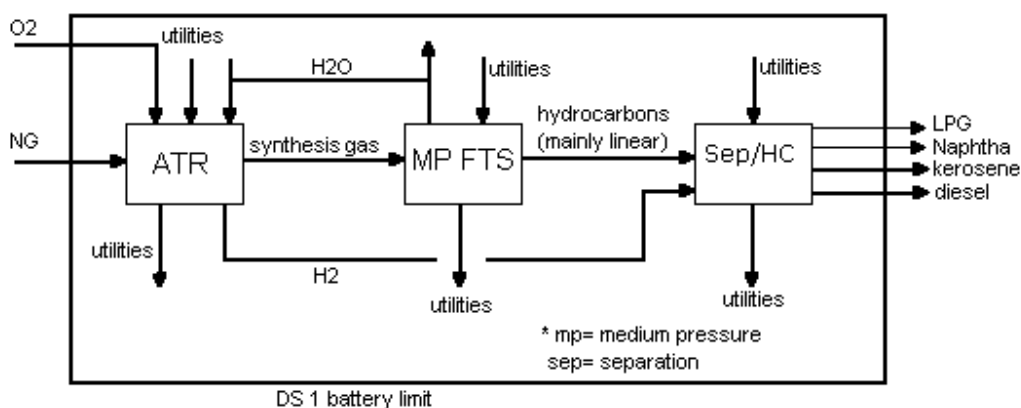 O2
utilities
H2O
utilities
utilities
hydrocarbons
(mainly linear)
NG
ATR
synthesis gas
MP FTS
Sep/HC
LPG
Naphtha
kerosene
diesel
utilities
H2
utilities
utilities
* mp= medium pressure
sep= separation
DS 1 battery limit